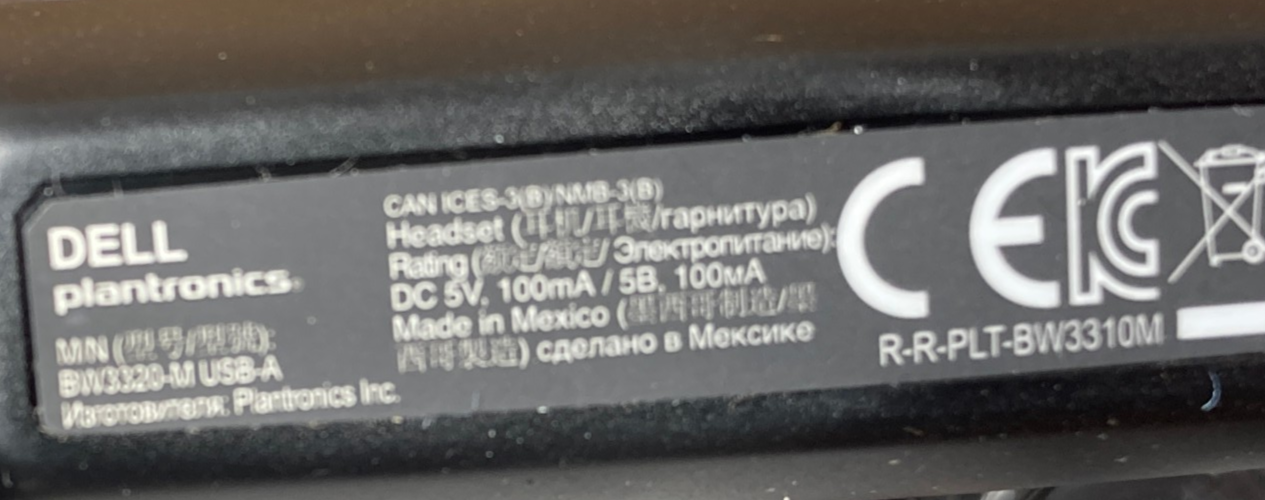 DELL
plantronics
MN (型号/型號):
BW3320-M USB-A
Изготовитель: Plantronics Inc.
CAN ICES-3(B)/NMB-3(B)
Headset (耳机/耳機/гарнитура)
Rating (额定/額定/ Электропитание):
DC 5V, 100mA / 5В, 100мА
Made in Mexico (墨西哥制造/墨
西哥製造) сделано в Мексике
CE
R-R-PLT-BW3310M